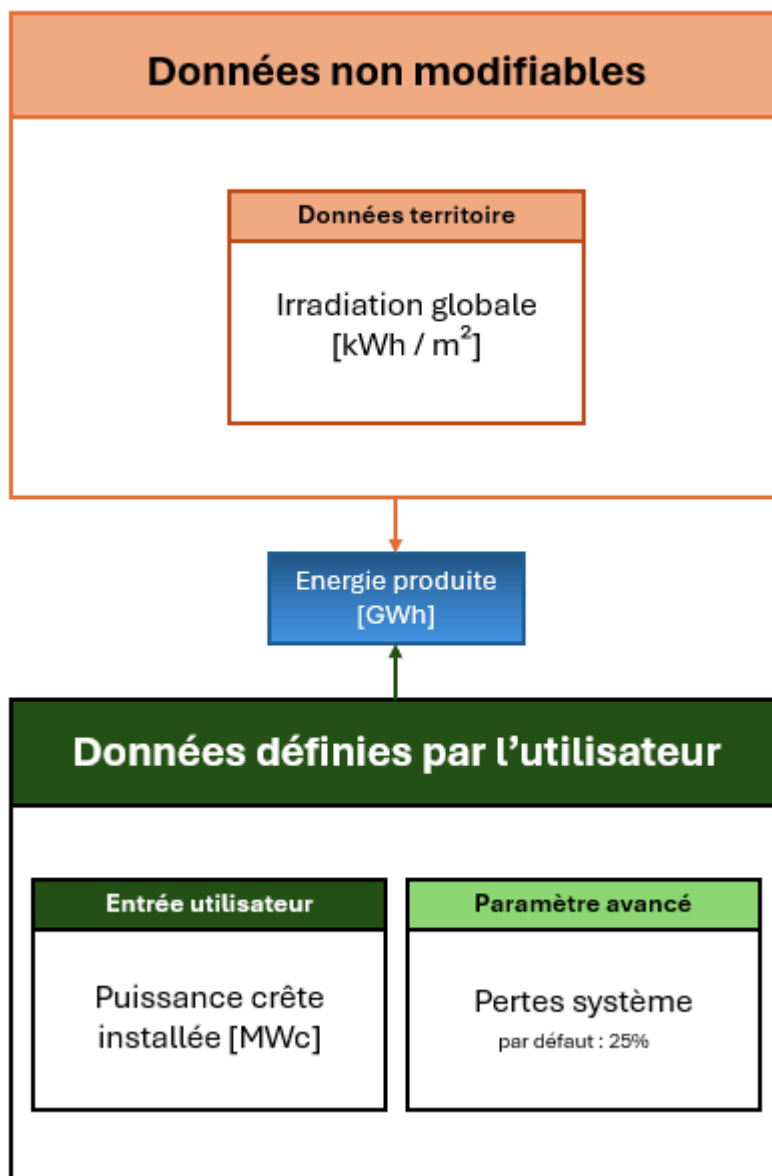 Données non modifiables
Données territoire
Irradiation globale
[kWh / m²]
Energie produite
[GWh]
Données définies par l’utilisateur
Entrée utilisateur
Puissance crête
installée [MWc]
Paramètre avancé
Pertes système
par défaut : 25%